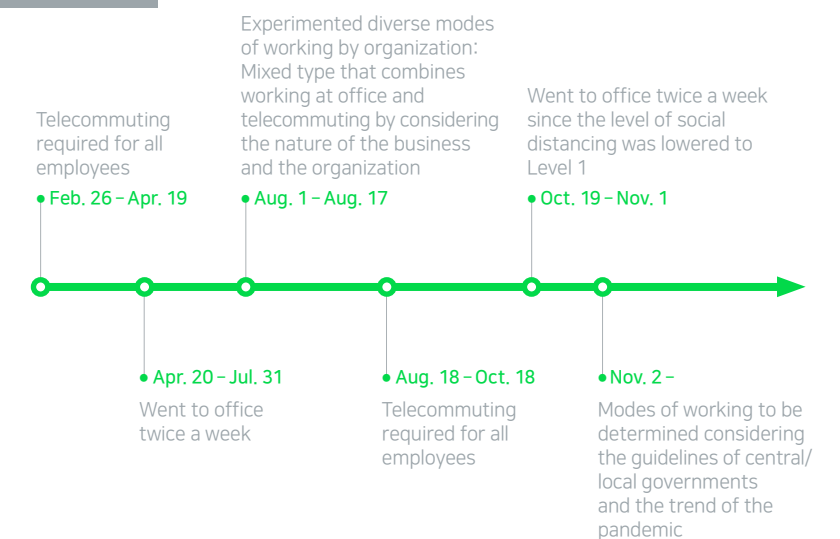 Telecommuting
required for all
employees
Feb. 26 – Apr. 19
Went to office
twice a week
Apr. 20 – Jul. 31
Experimented diverse modes
of working by organization:
Mixed type that combines
working at office and
telecommuting by considering
the nature of the business
and the organization
Aug. 1 – Aug. 17
Aug. 18 – Oct. 18
Telecommuting
required for all
employees
Went to office twice a week
since the level of social
distancing was lowered to
Level 1
Oct. 19 – Nov. 1
Nov. 2 –
Modes of working to be
determined considering
the guidelines of central/
local governments
and the trend of the
pandemic